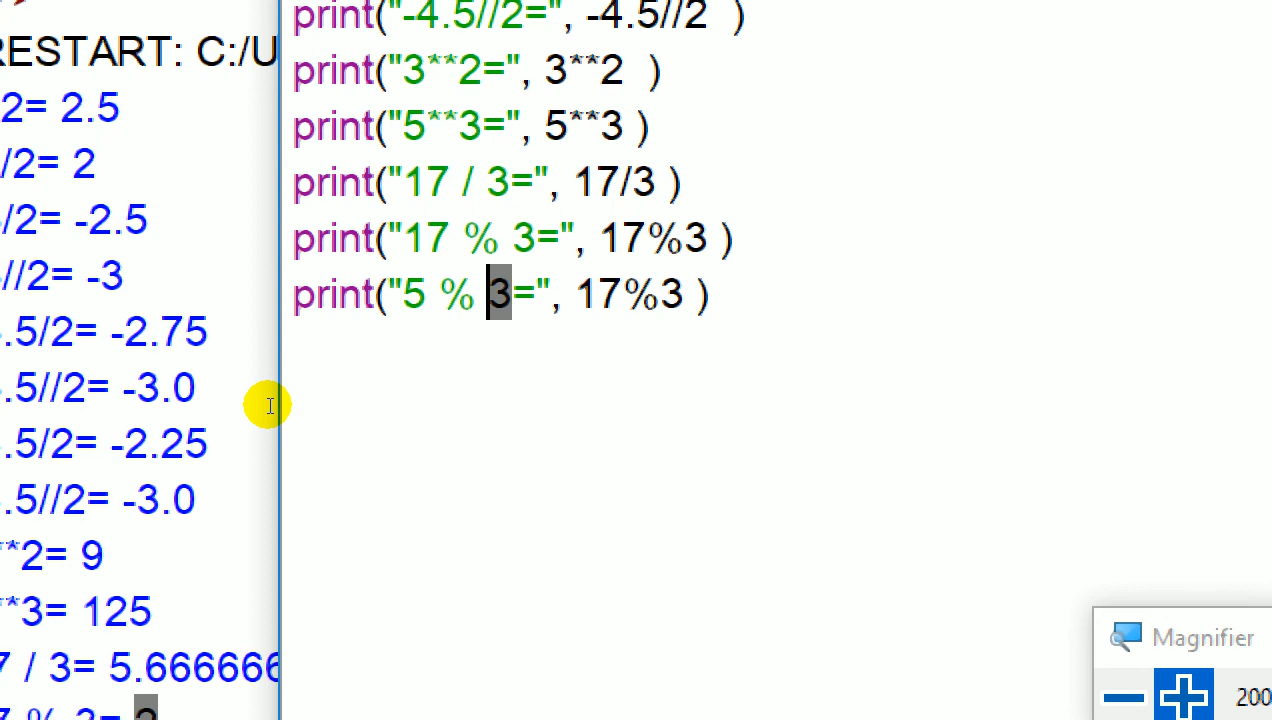 RESTART: C:/U
2= 2.5
/2= 2
/2= -2.5
//2= -3
.5/2= -2.75
.5//2= -3.0
.5/2= -2.25
.5//2= -3.0
**2= 9
**3= 125
7 / 3= 5.666666
7 % 3= 2
print("-4.5//2=", -4.5//2  )
print("3**2=", 3**2  )
print("5**3=", 5**3 )
print("17 / 3=", 17/3 )
print("17 % 3=", 17%3 )
print("5 % 3=", 17%3 )
Magnifier
200